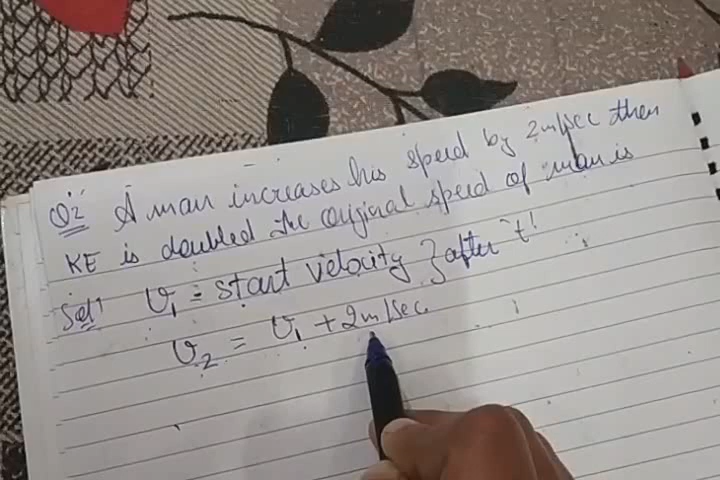 Q2 A man increases his speed by 2m/sec then
KE is doubled the original speed of man is
Sol^n V₁ = start velocity } after 't'
V₂ = V₁ + 2m/sec.